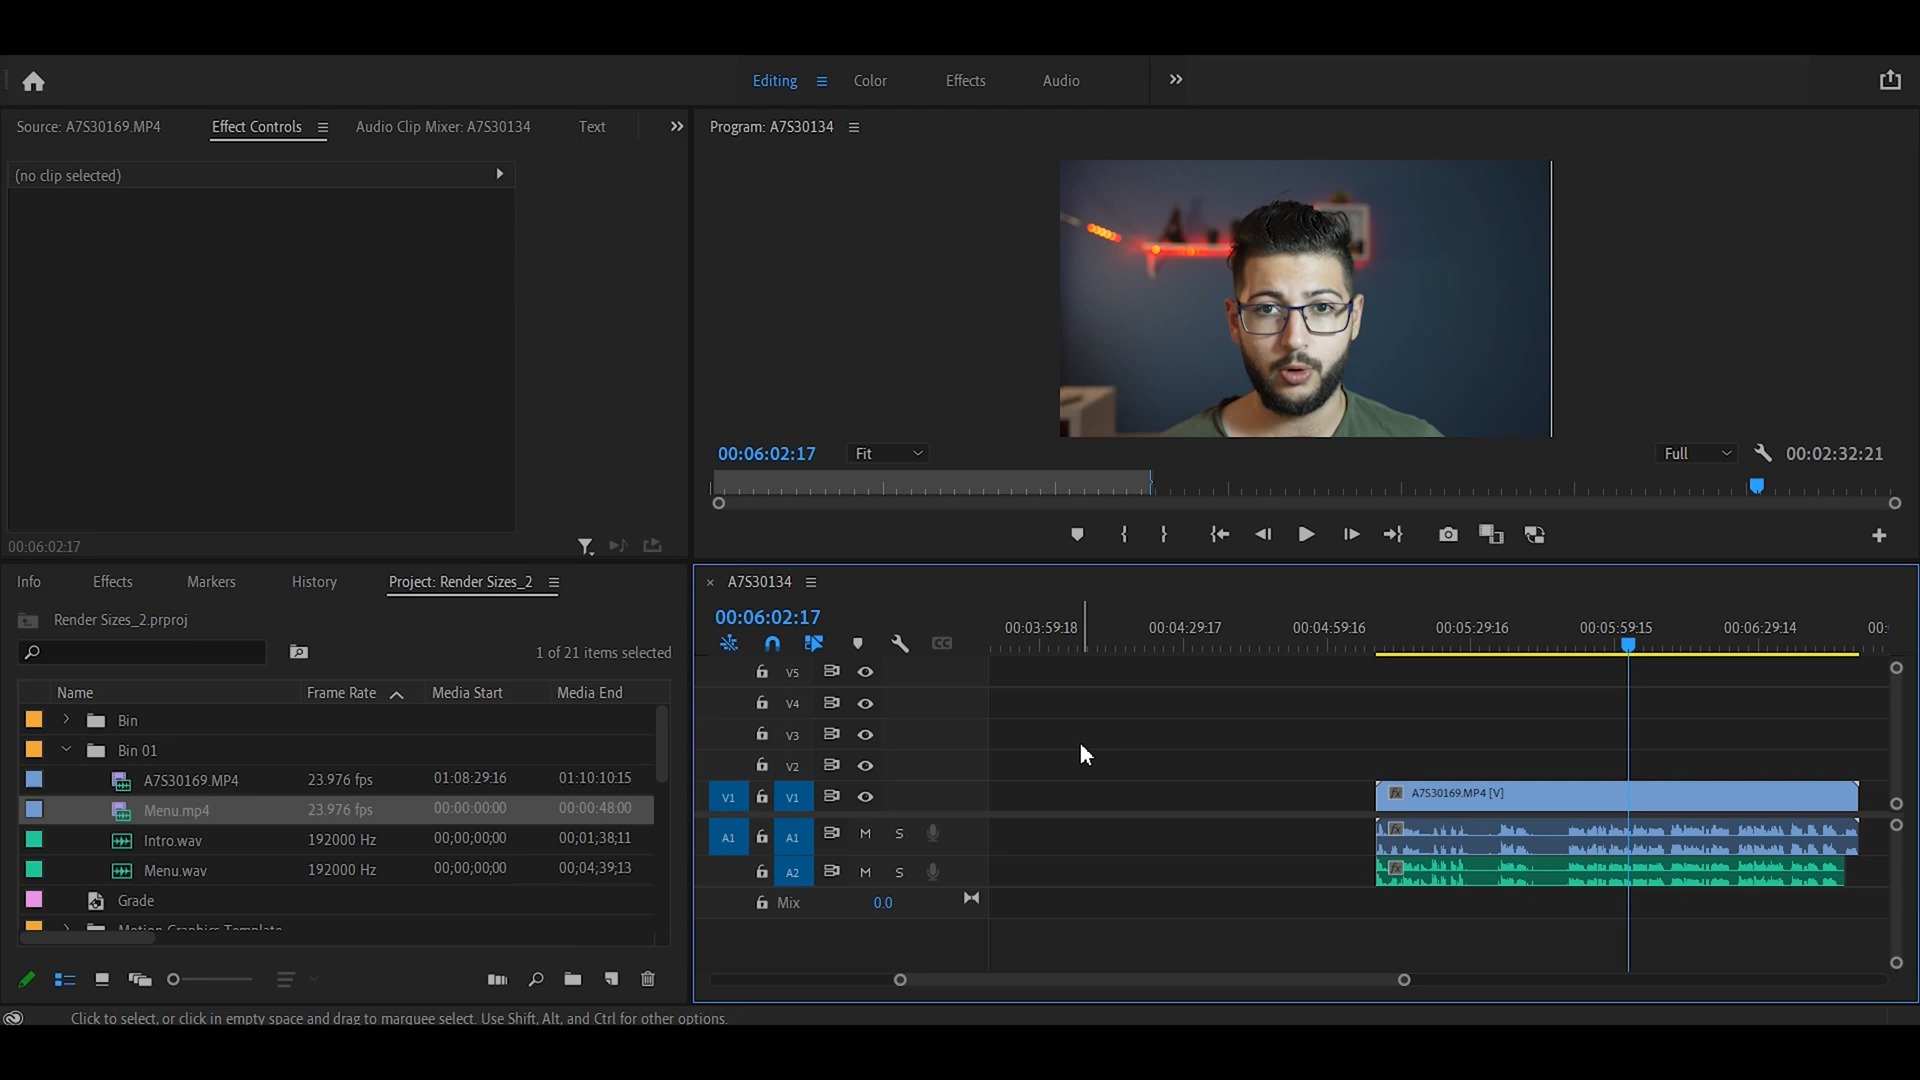 Editing Color Effects Audio
Source: A7S30169.MP4 Effect Controls Audio Clip Mixer: A7S30134 Text
Program: A7S30134
(no clip selected)
00:06:02:17 Fit Full 00:02:32:21
00:06:02:17
Info Effects Markers History Project: Render Sizes_2
Render Sizes_2.prproj
1 of 21 items selected
Name Frame Rate Media Start Media End
Bin
Bin 01
A7S30169.MP4 23.976 fps 01:08:29:16 01:10:10:15
Menu.mp4 23.976 fps 00:00:00:00 00:00:48:00
Intro.wav 192000 Hz 00;00;00;00 00;01;38;11
Menu.wav 192000 Hz 00;00;00;00 00;04;39;13
Grade
Motion Graphics Template
A7S30134
00:06:02:17
00:03:59:18 00:04:29:17 00:04:59:16 00:05:29:16 00:05:59:15 00:06:29:14 00:
CC
V5
V4
V3
V2
V1 V1 fx A7S30169.MP4 [V]
A1 A1 M S fx
A2 M S fx
Mix 0.0
Click to select, or click in empty space and drag to marquee select. Use Shift, Alt, and Ctrl for other options.